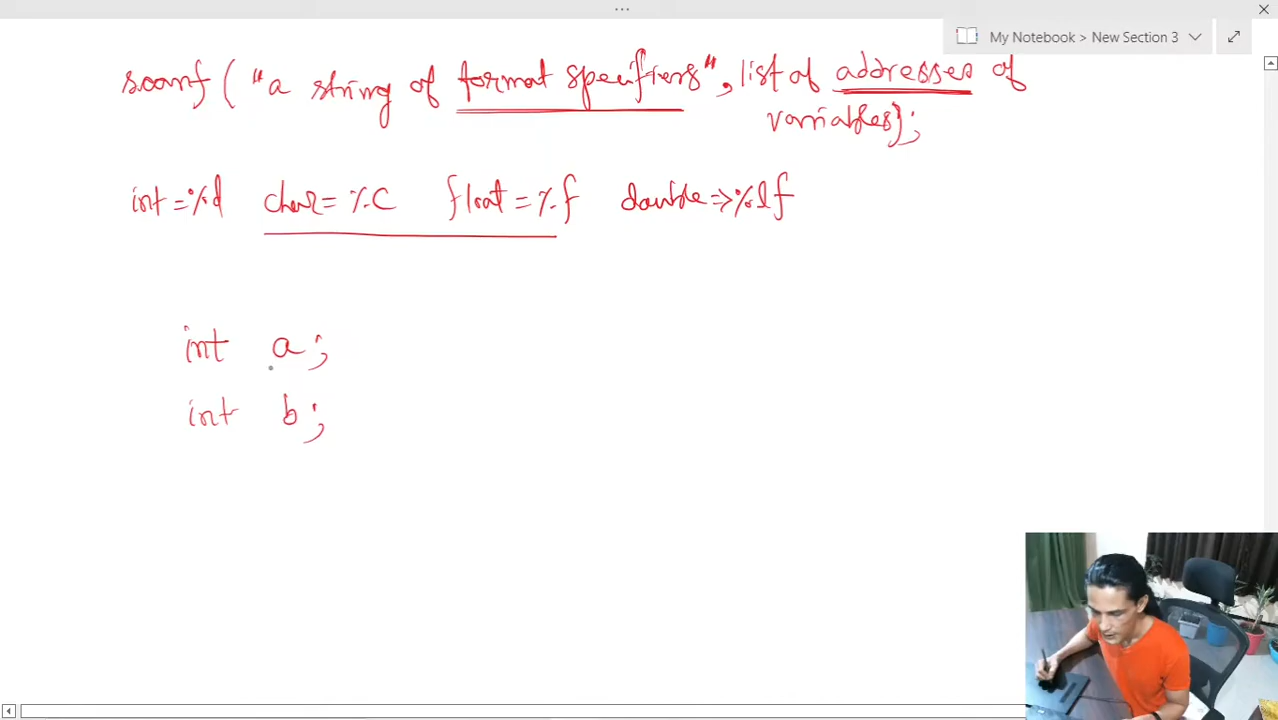 My Notebook > New Section 3
scanf ( "a string of format specifiers", list of addresses of
variables);
int = %d char = %c float = %f double => %lf
int a;
int b;